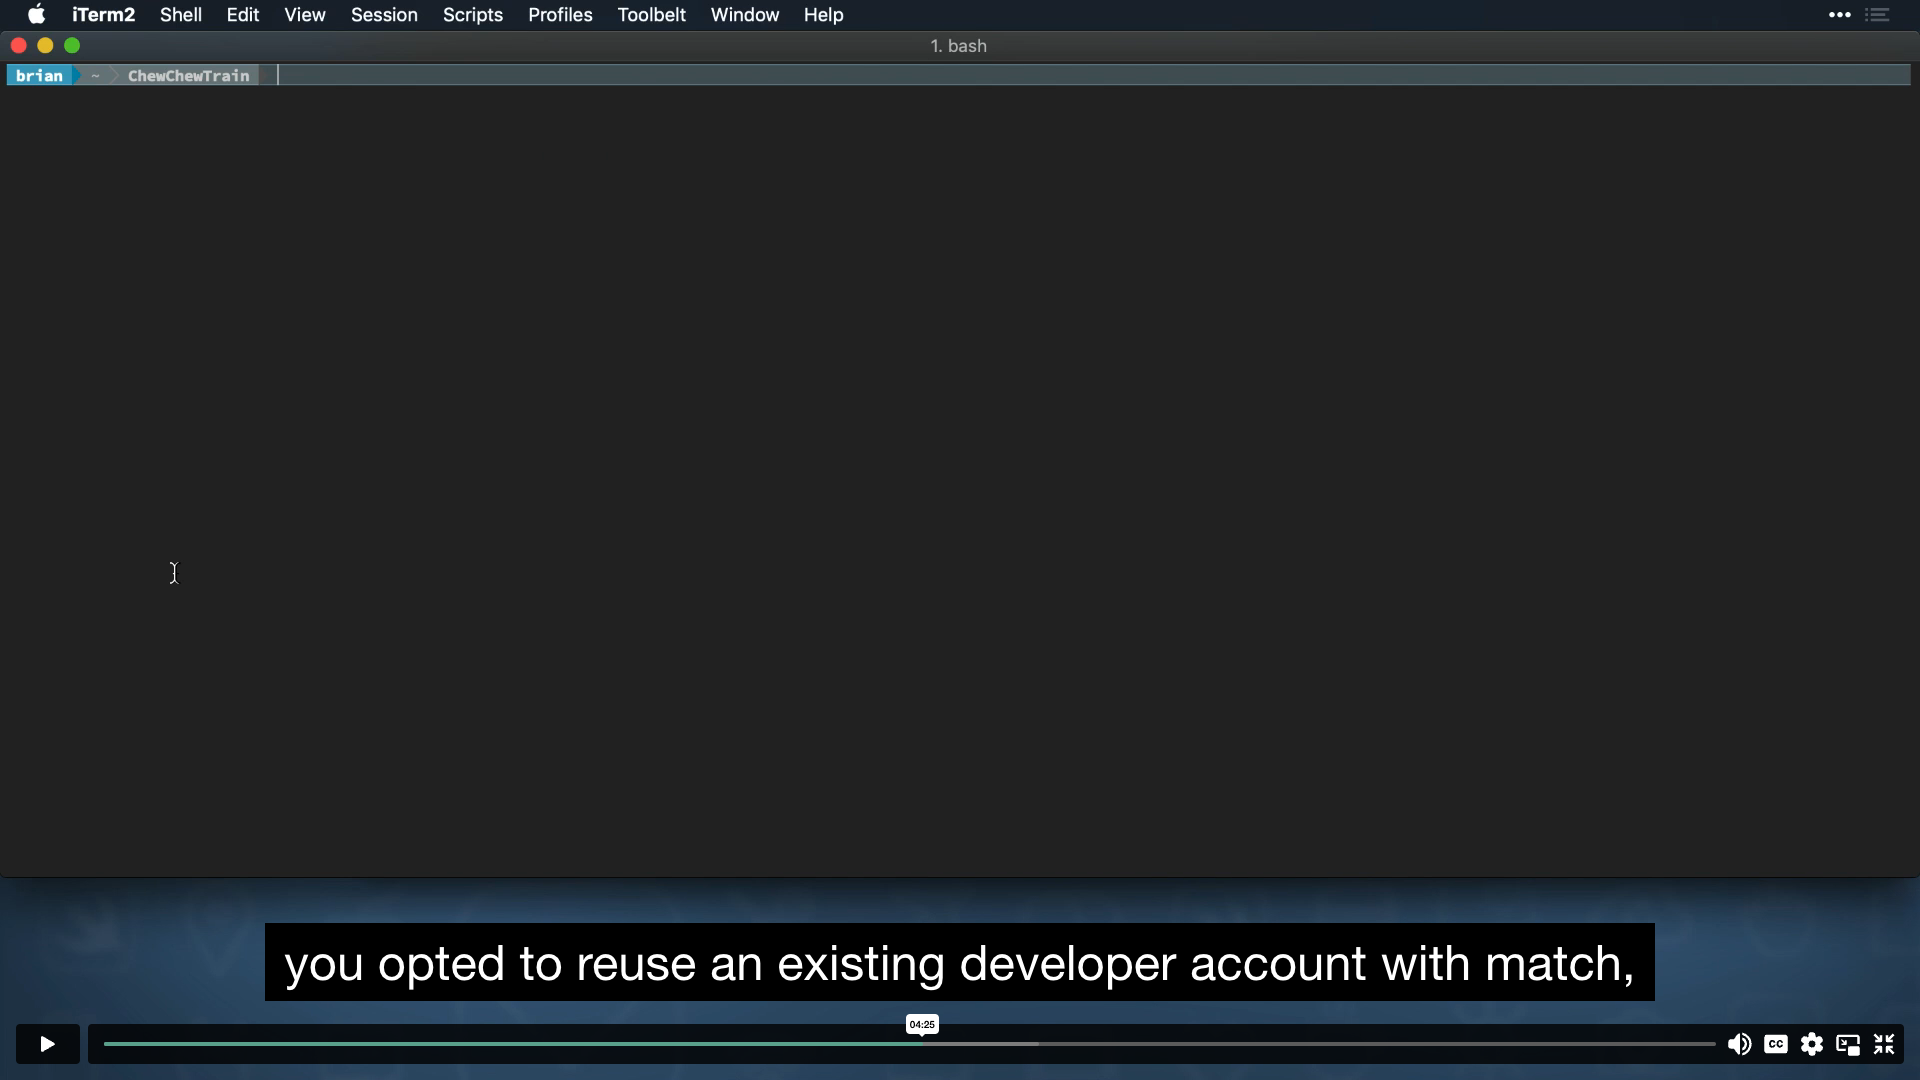 iTerm2 Shell Edit View Session Scripts Profiles Toolbelt Window Help
1. bash
brian ~ ChewChewTrain
you opted to reuse an existing developer account with match,
04:25
CC